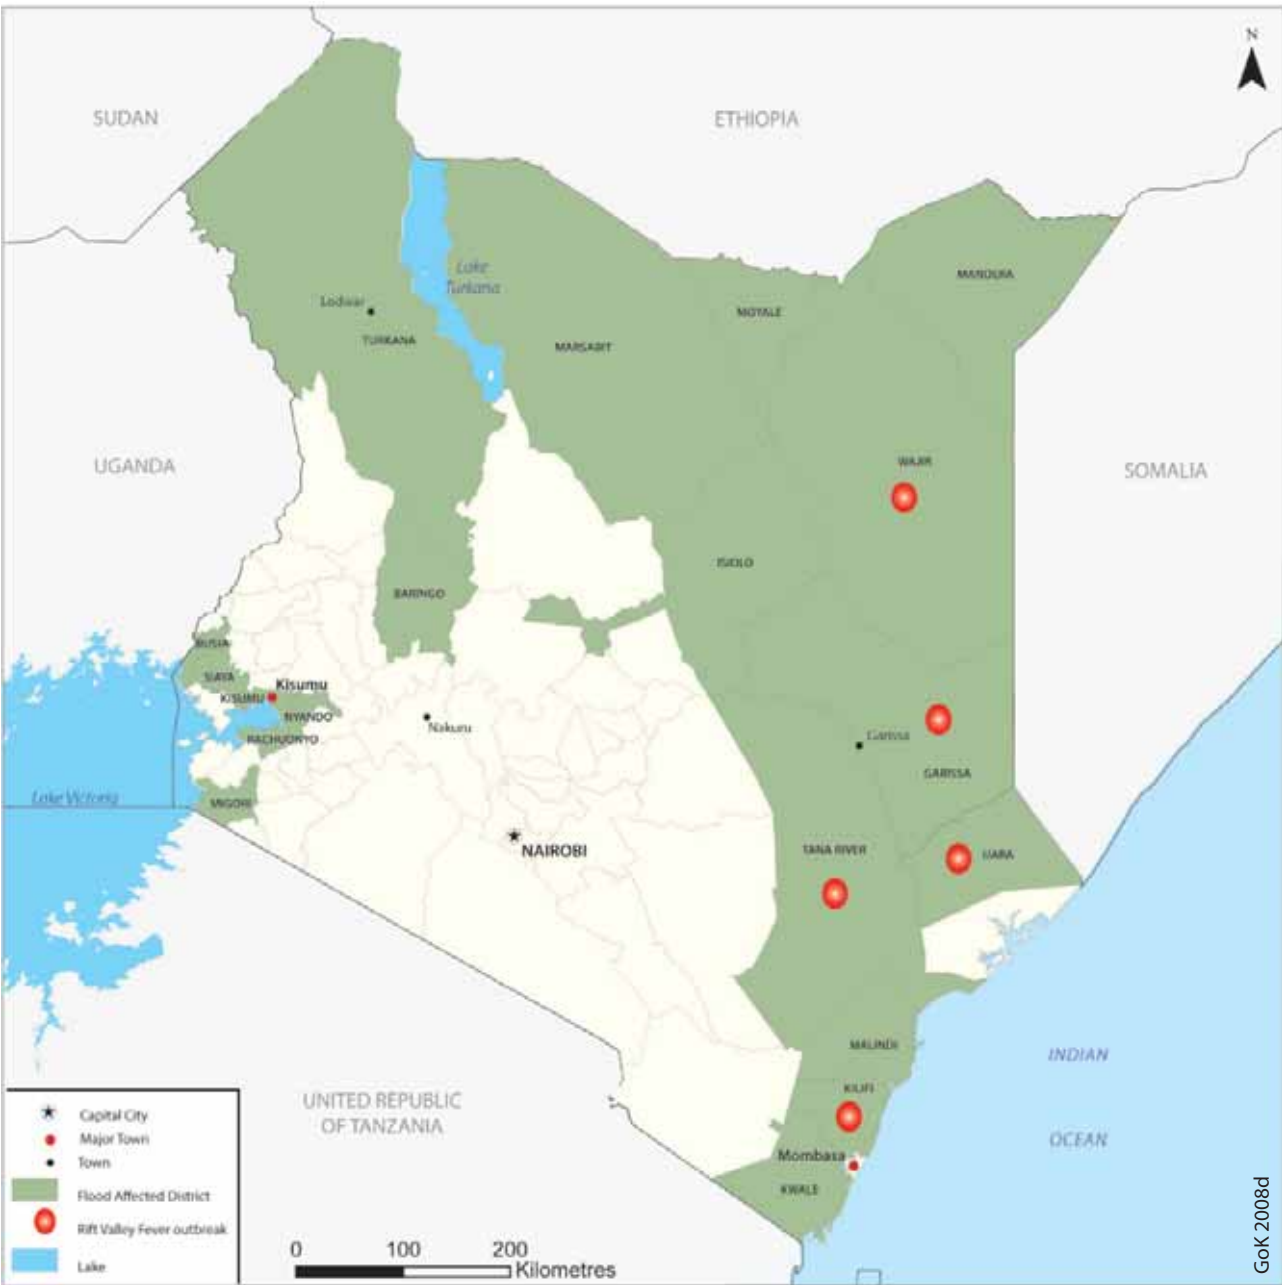 N
SUDAN
ETHIOPIA
MANDERA
Lake
Turkana
Lodwar
MOYALE
TURKANA
MARSABIT
UGANDA
WAJIR
SOMALIA
ISIOLO
BARINGO
BUSIA
SIAYA
Kisumu
KISUMU
NYANDO
Nakuru
RACHUONYO
Garissa
GARISSA
Lake Victoria
MIGORI
NAIROBI
TANA RIVER
IJARA
MALINDI
INDIAN
KILIFI
UNITED REPUBLIC
OF TANZANIA
OCEAN
Mombasa
KWALE
Capital City
Major Town
Town
Flood Affected District
Rift Valley Fever outbreak
Lake
0 100 200
Kilometres
GoK 2008d